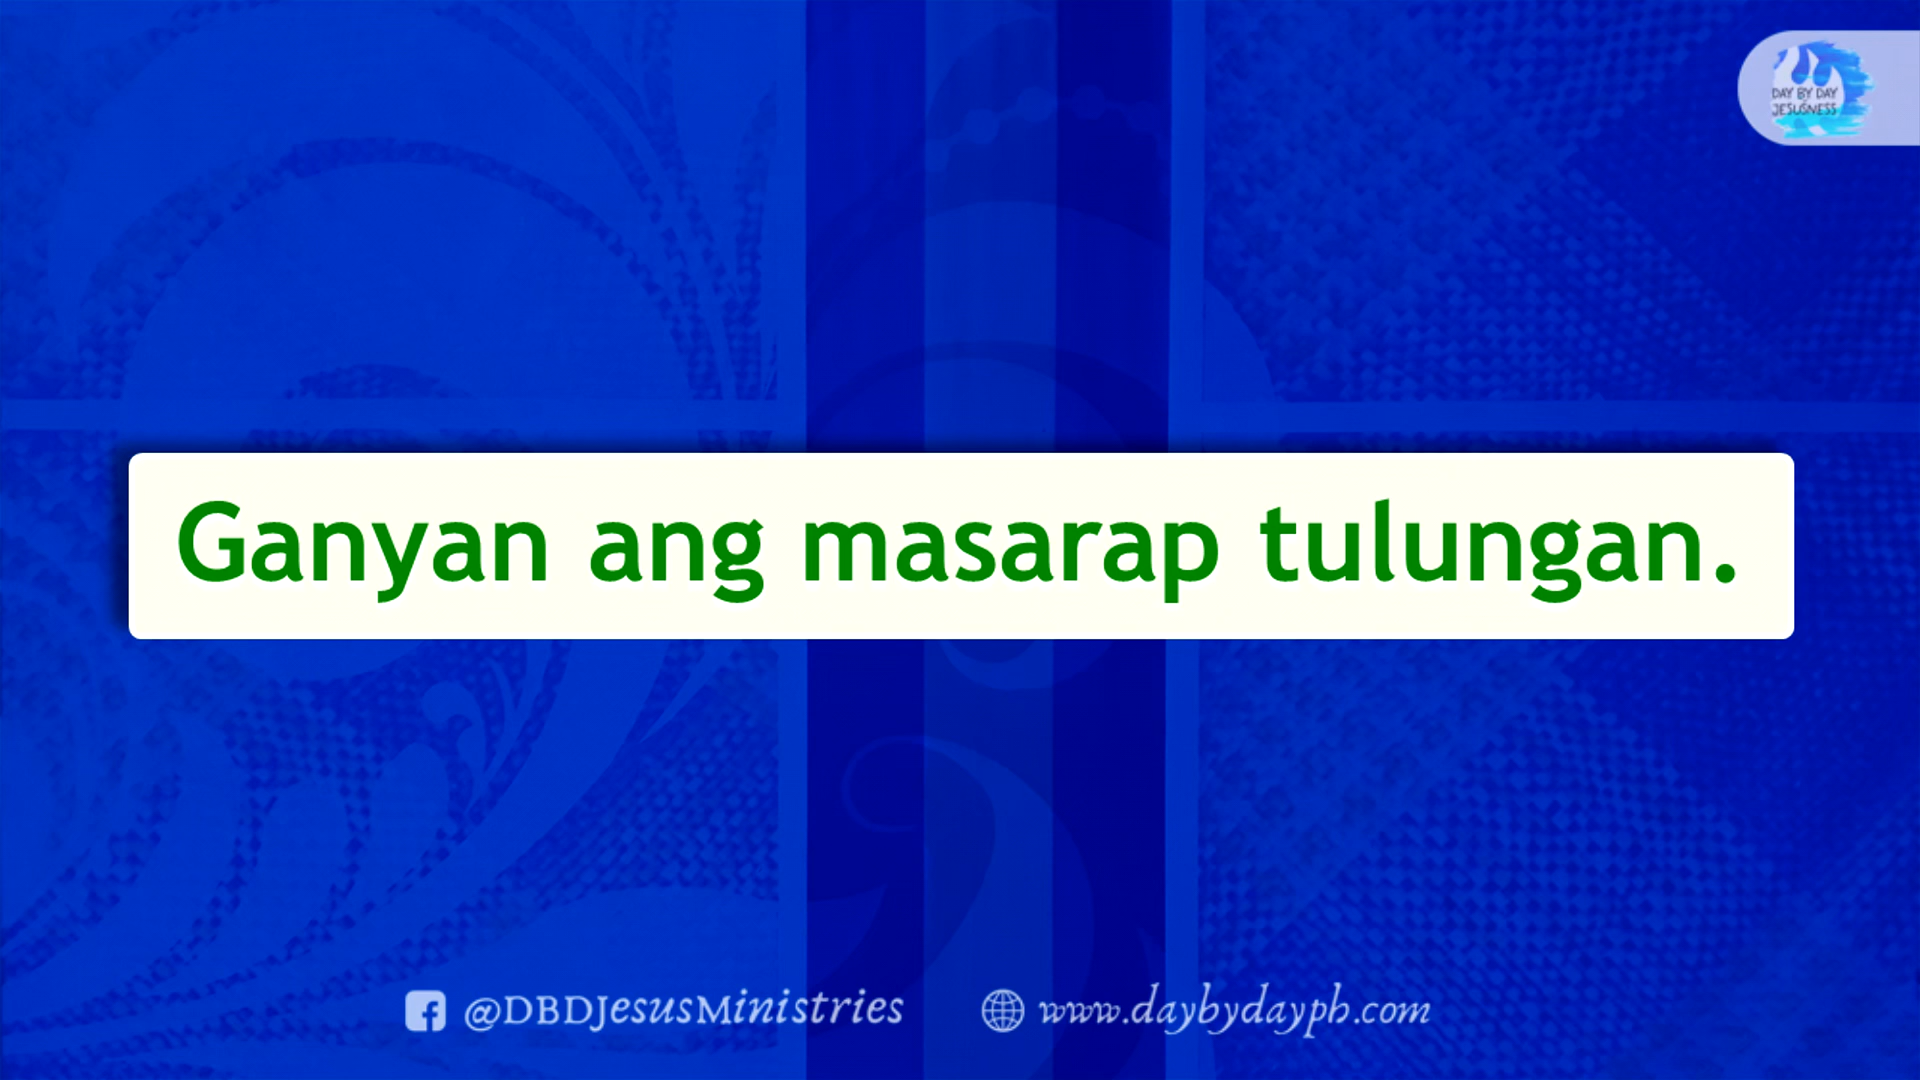 DAY BY DAY
JESUSNESS
Ganyan ang masarap tulungan.
@DBDJesusMinistries
www.daybydayph.com